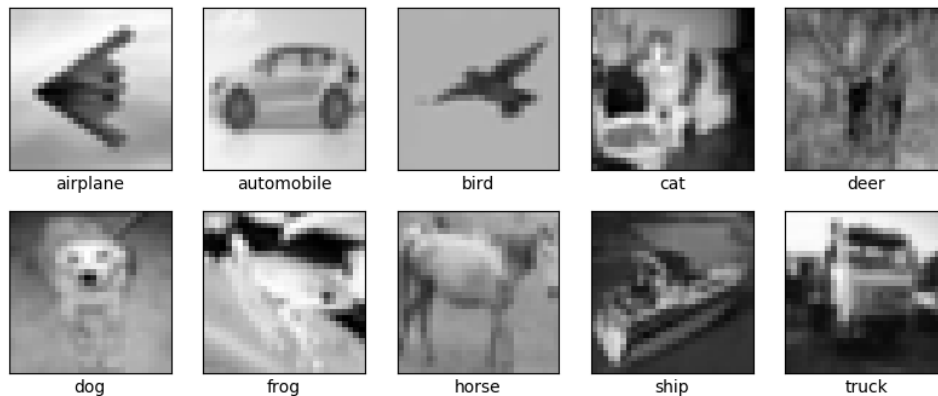 airplane automobile bird cat deer
dog frog horse ship truck